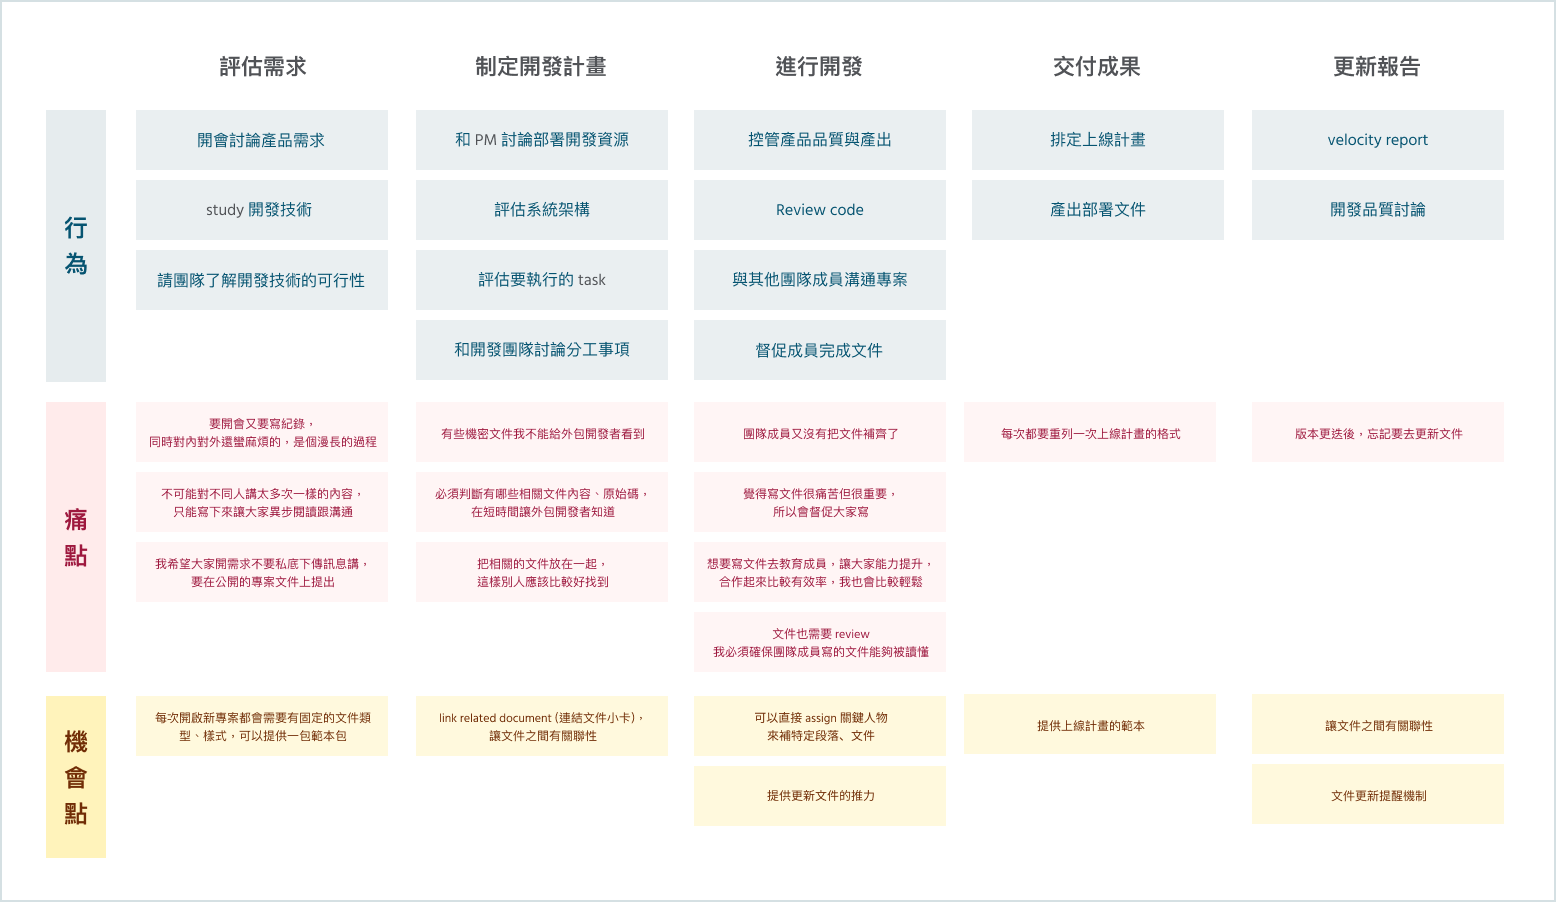 評估需求
制定開發計畫
進行開發
交付成果
更新報告
行
為
開會討論產品需求
和 PM 討論部署開發資源
控管產品品質與產出
排定上線計畫
velocity report
study 開發技術
評估系統架構
Review code
產出部署文件
開發品質討論
請團隊了解開發技術的可行性
評估要執行的 task
與其他團隊成員溝通專案
和開發團隊討論分工事項
督促成員完成文件
痛
點
要開會又要寫紀錄，
同時對內對外還蠻麻煩的，是個漫長的過程
有些機密文件我不能給外包開發者看到
團隊成員又沒有把文件補齊了
每次都要重列一次上線計畫的格式
版本更迭後，忘記要去更新文件
不可能對不同人講太多次一樣的內容，
只能寫下來讓大家異步閱讀跟溝通
必須判斷有哪些相關文件內容、原始碼，
在短時間讓外包開發者知道
覺得寫文件很痛苦但很重要，
所以會督促大家寫
我希望大家開需求不要私底下傳訊息講，
要在公開的專案文件上提出
把相關的文件放在一起，
這樣別人應該比較好找到
想要寫文件去教育成員，讓大家能力提升，
合作起來比較有效率，我也會比較輕鬆
文件也需要 review
我必須確保團隊成員寫的文件能夠被讀懂
機
會
點
每次開啟新專案都會需要有固定的文件類
型、樣式，可以提供一包範本包
link related document (連結文件小卡)，
讓文件之間有關聯性
可以直接 assign 關鍵人物
來補特定段落、文件
提供上線計畫的範本
讓文件之間有關聯性
提供更新文件的推力
文件更新提醒機制